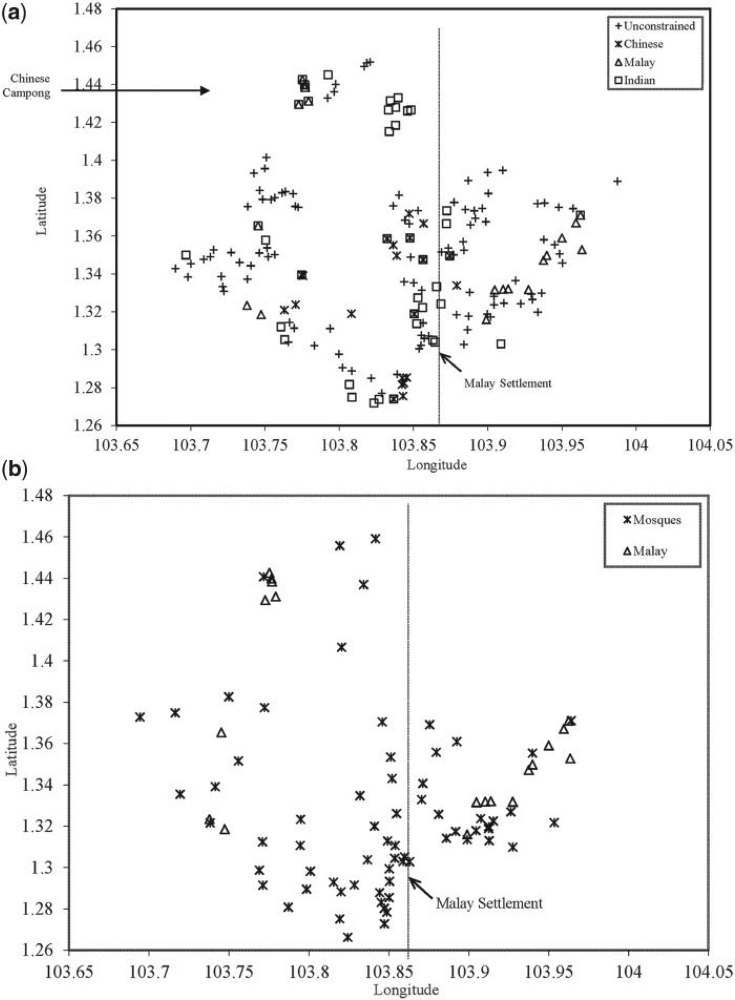 (a)
1.48
1.46
1.44
1.42
1.4
1.38
1.36
1.34
1.32
1.3
1.28
1.26
Latitude
Chinese
Campong
Unconstrained
Chinese
Malay
Indian
Malay Settlement
103.65 103.7 103.75 103.8 103.85 103.9 103.95 104 104.05
Longitude
(b)
1.48
1.46
1.44
1.42
1.4
1.38
1.36
1.34
1.32
1.3
1.28
1.26
Latitude
Mosques
Malay
Malay Settlement
103.65 103.7 103.75 103.8 103.85 103.9 103.95 104 104.05
Longitude